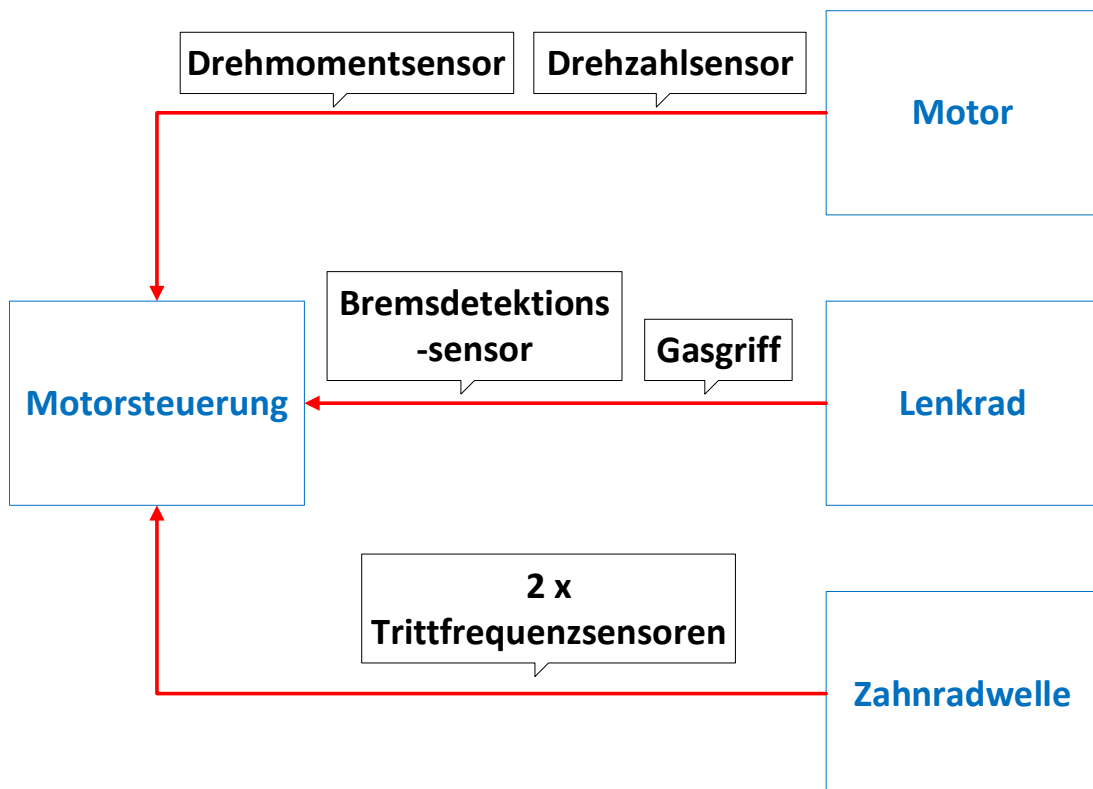 Drehmomentsensor
Drehzahlsensor
Motor
Bremsdetektions
-sensor
Gasgriff
Motorsteuerung
Lenkrad
2 x
Trittfrequenzsensoren
Zahnradwelle